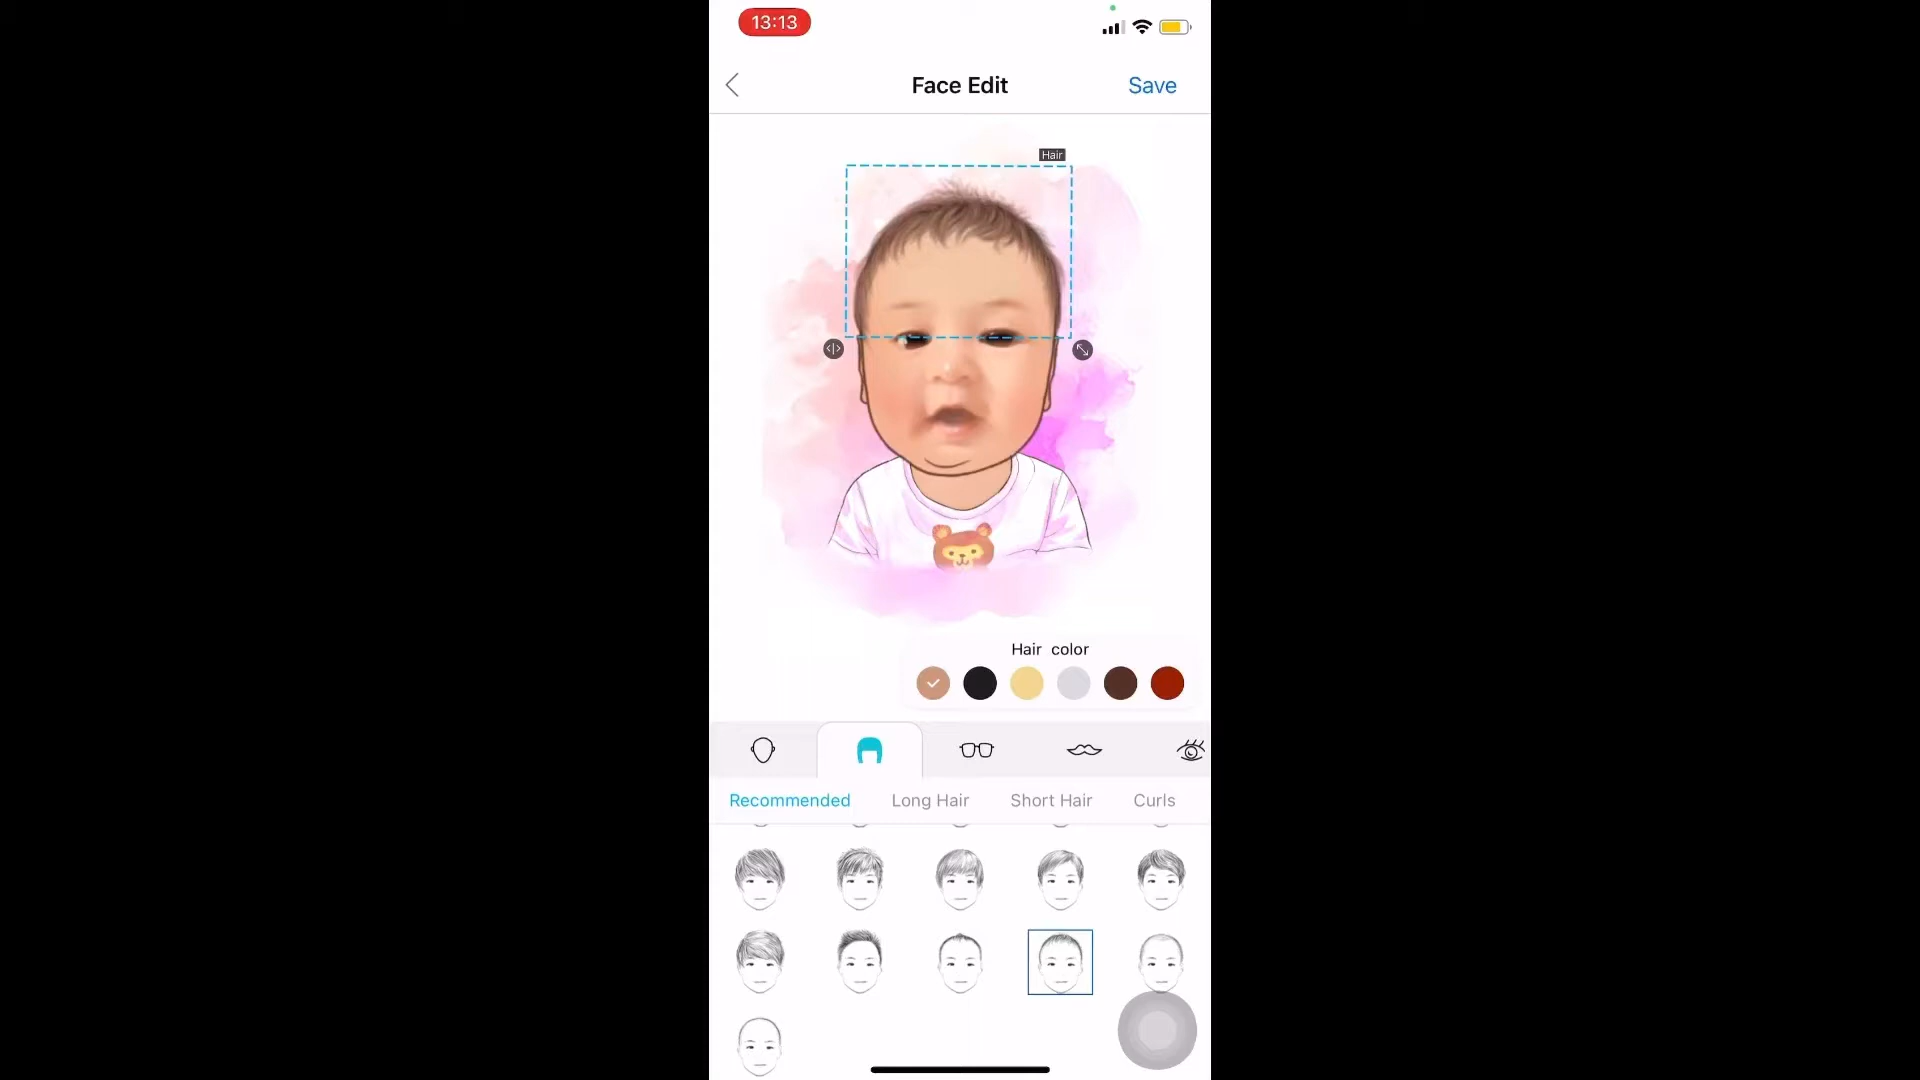 13:13
Face Edit
Save
Hair
Hair color
Recommended
Long Hair
Short Hair
Curls